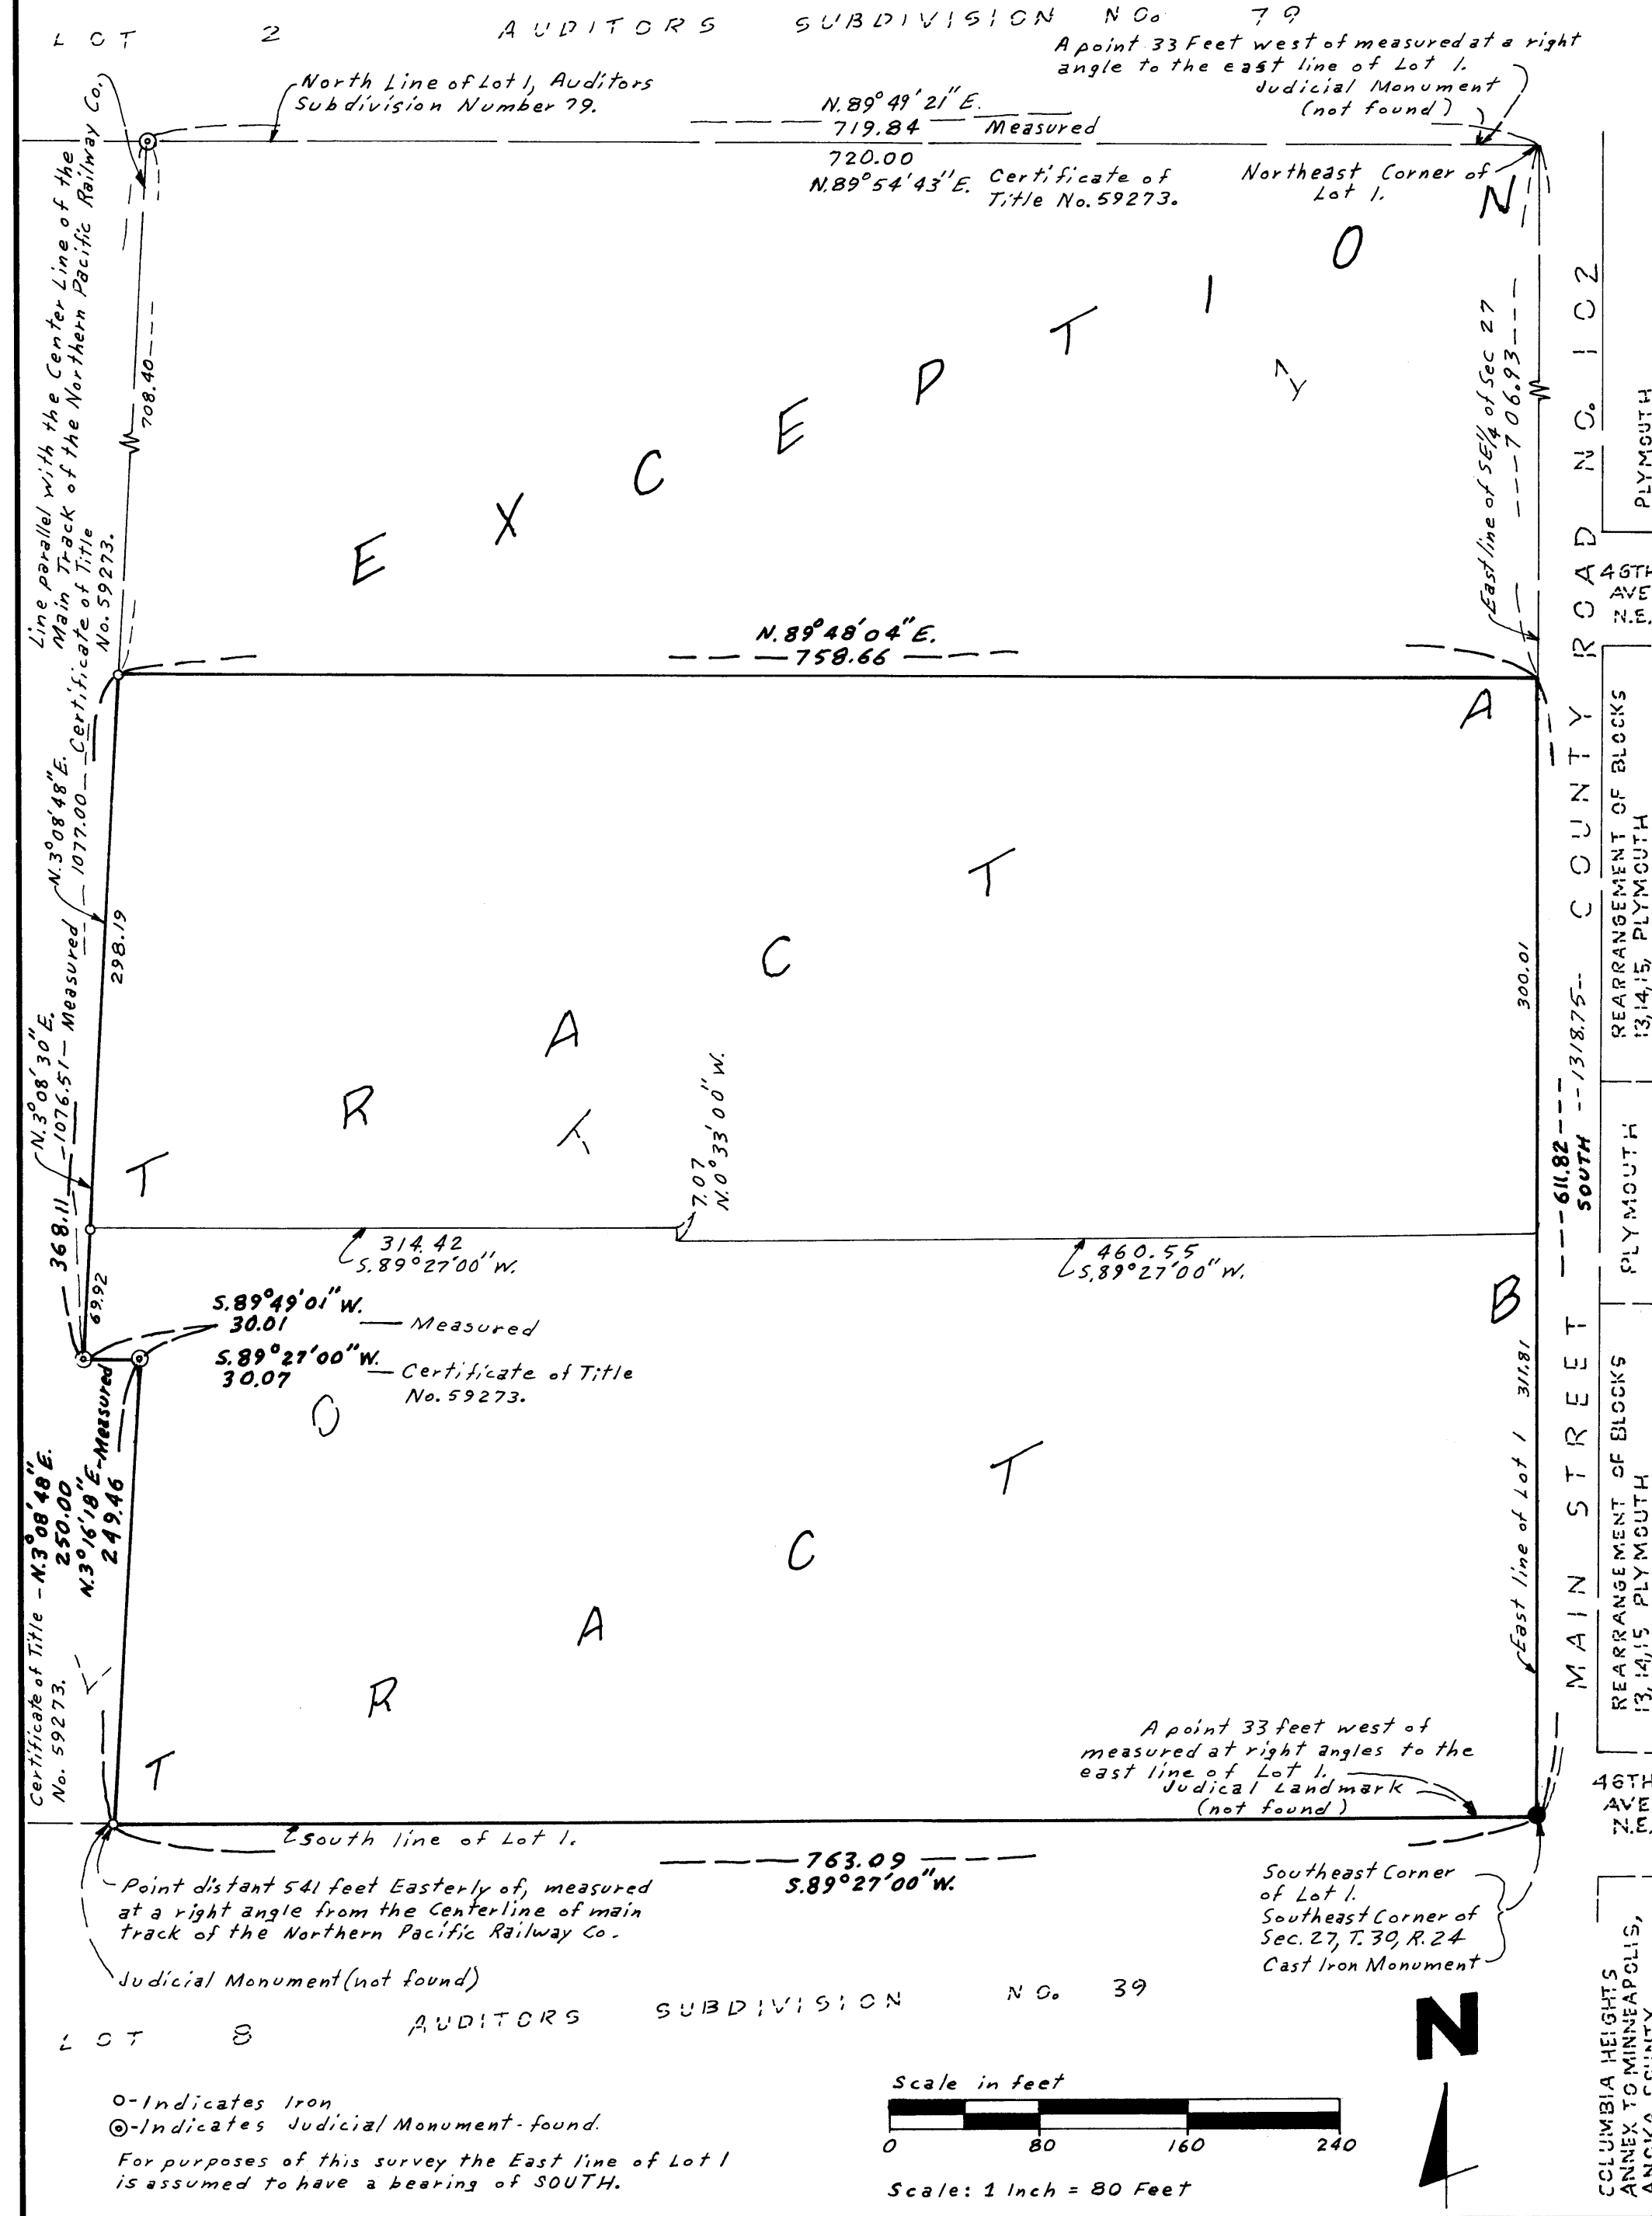 LOT 2 AUDITORS SUBDIVISION NO. 79
A point 33 Feet west of measured at a right
angle to the east line of Lot 1.
Judicial Monument
(not found)
North Line of Lot 1, Auditors
Subdivision Number 79.
N.89°49'21"E.
719.84 Measured
720.00
N.89°54'43"E. Certificate of
Title No. 59273.
Northeast Corner of
Lot 1.
Line parallel with the Center Line of the
Main Track of the Northern Pacific Railway Co.,
Certificate of Title
No. 59273.
708.40
EXCEPTION
East line of SE 1/4 of Sec 27
706.93
N.89°48'04"E.
758.66
N.3°08'48"E.
1077.00
298.19
N.3°08'30"E.
1076.51 — Measured
368.11
69.92
TRACT A
300.01
7.07
N.0°33'00"W.
611.82
SOUTH
1318.75
314.42
S.89°27'00"W.
460.55
S.89°27'00"W.
S.89°49'01"W.
30.01 — Measured
S.89°27'00"W.
30.07 — Certificate of Title
No. 59273.
Certificate of Title - N.3°08'48"E.
No. 59273. 250.00
N.3°16'18"E. - Measured
249.46
TRACT B
East line of Lot 1 311.81
MAIN STREET COUNTY ROAD NO. 102
PLYMOUTH
46TH
AVE
N.E.
REARRANGEMENT OF BLOCKS
13,14,15, PLYMOUTH
PLYMOUTH
REARRANGEMENT OF BLOCKS
13,14,15 PLYMOUTH
46TH
AVE
N.E.
A point 33 feet west of
measured at right angles to the
east line of Lot 1.
Judical Landmark
(not found)
South line of Lot 1.
763.09
S.89°27'00"W.
Point distant 541 feet Easterly of, measured
at a right angle from the Centerline of main
track of the Northern Pacific Railway Co.
Judicial Monument (not found)
Southeast Corner
of Lot 1.
Southeast Corner of
Sec. 27, T. 30, R. 24
Cast Iron Monument
LOT 8 AUDITORS SUBDIVISION NO. 39
COLUMBIA HEIGHTS
ANNEX TO MINNEAPOLIS,
ANOKA COUNTY
N
o-Indicates Iron
◎-Indicates Judicial Monument-found.
For purposes of this survey the East line of Lot 1
is assumed to have a bearing of SOUTH.
Scale in feet
0 80 160 240
Scale: 1 Inch = 80 Feet